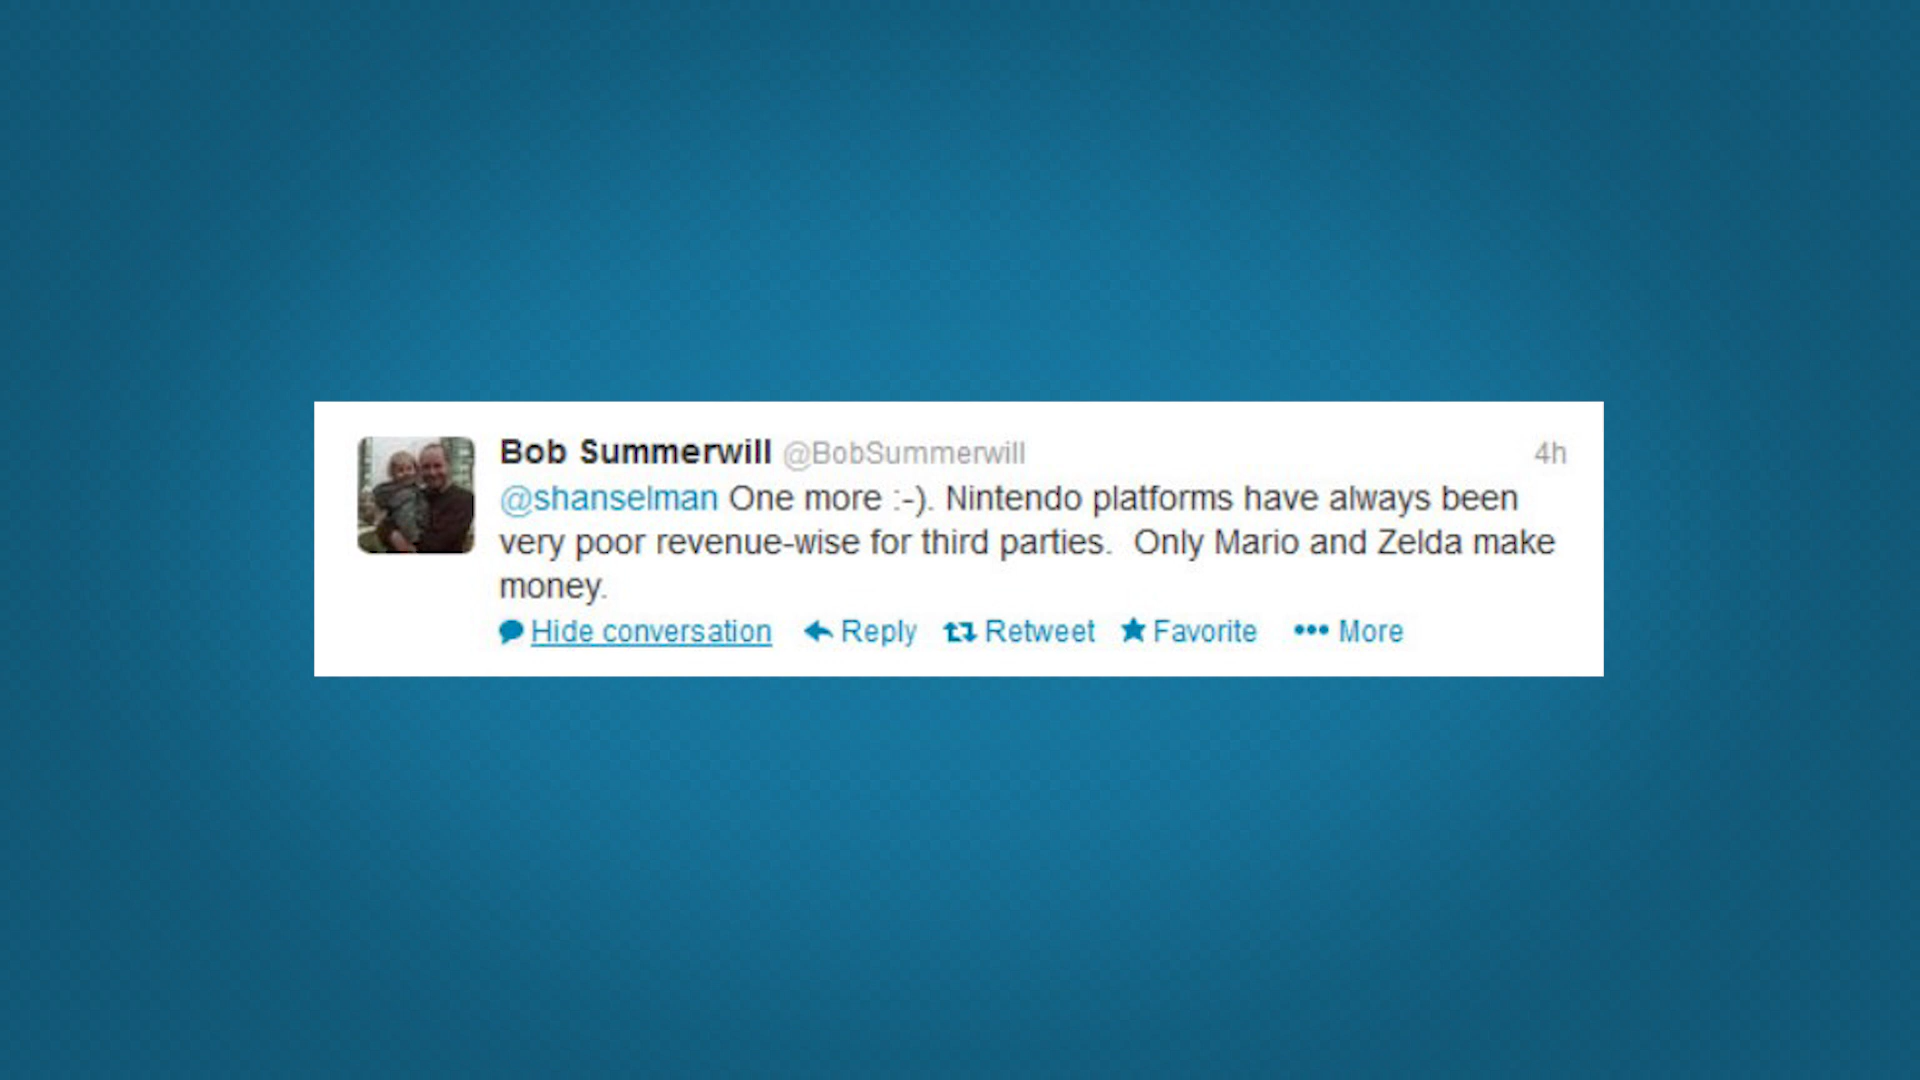 Bob Summerwill @BobSummerwill 4h
@shanselman One more :-). Nintendo platforms have always been
very poor revenue-wise for third parties.  Only Mario and Zelda make
money.
Hide conversation Reply Retweet Favorite ••• More